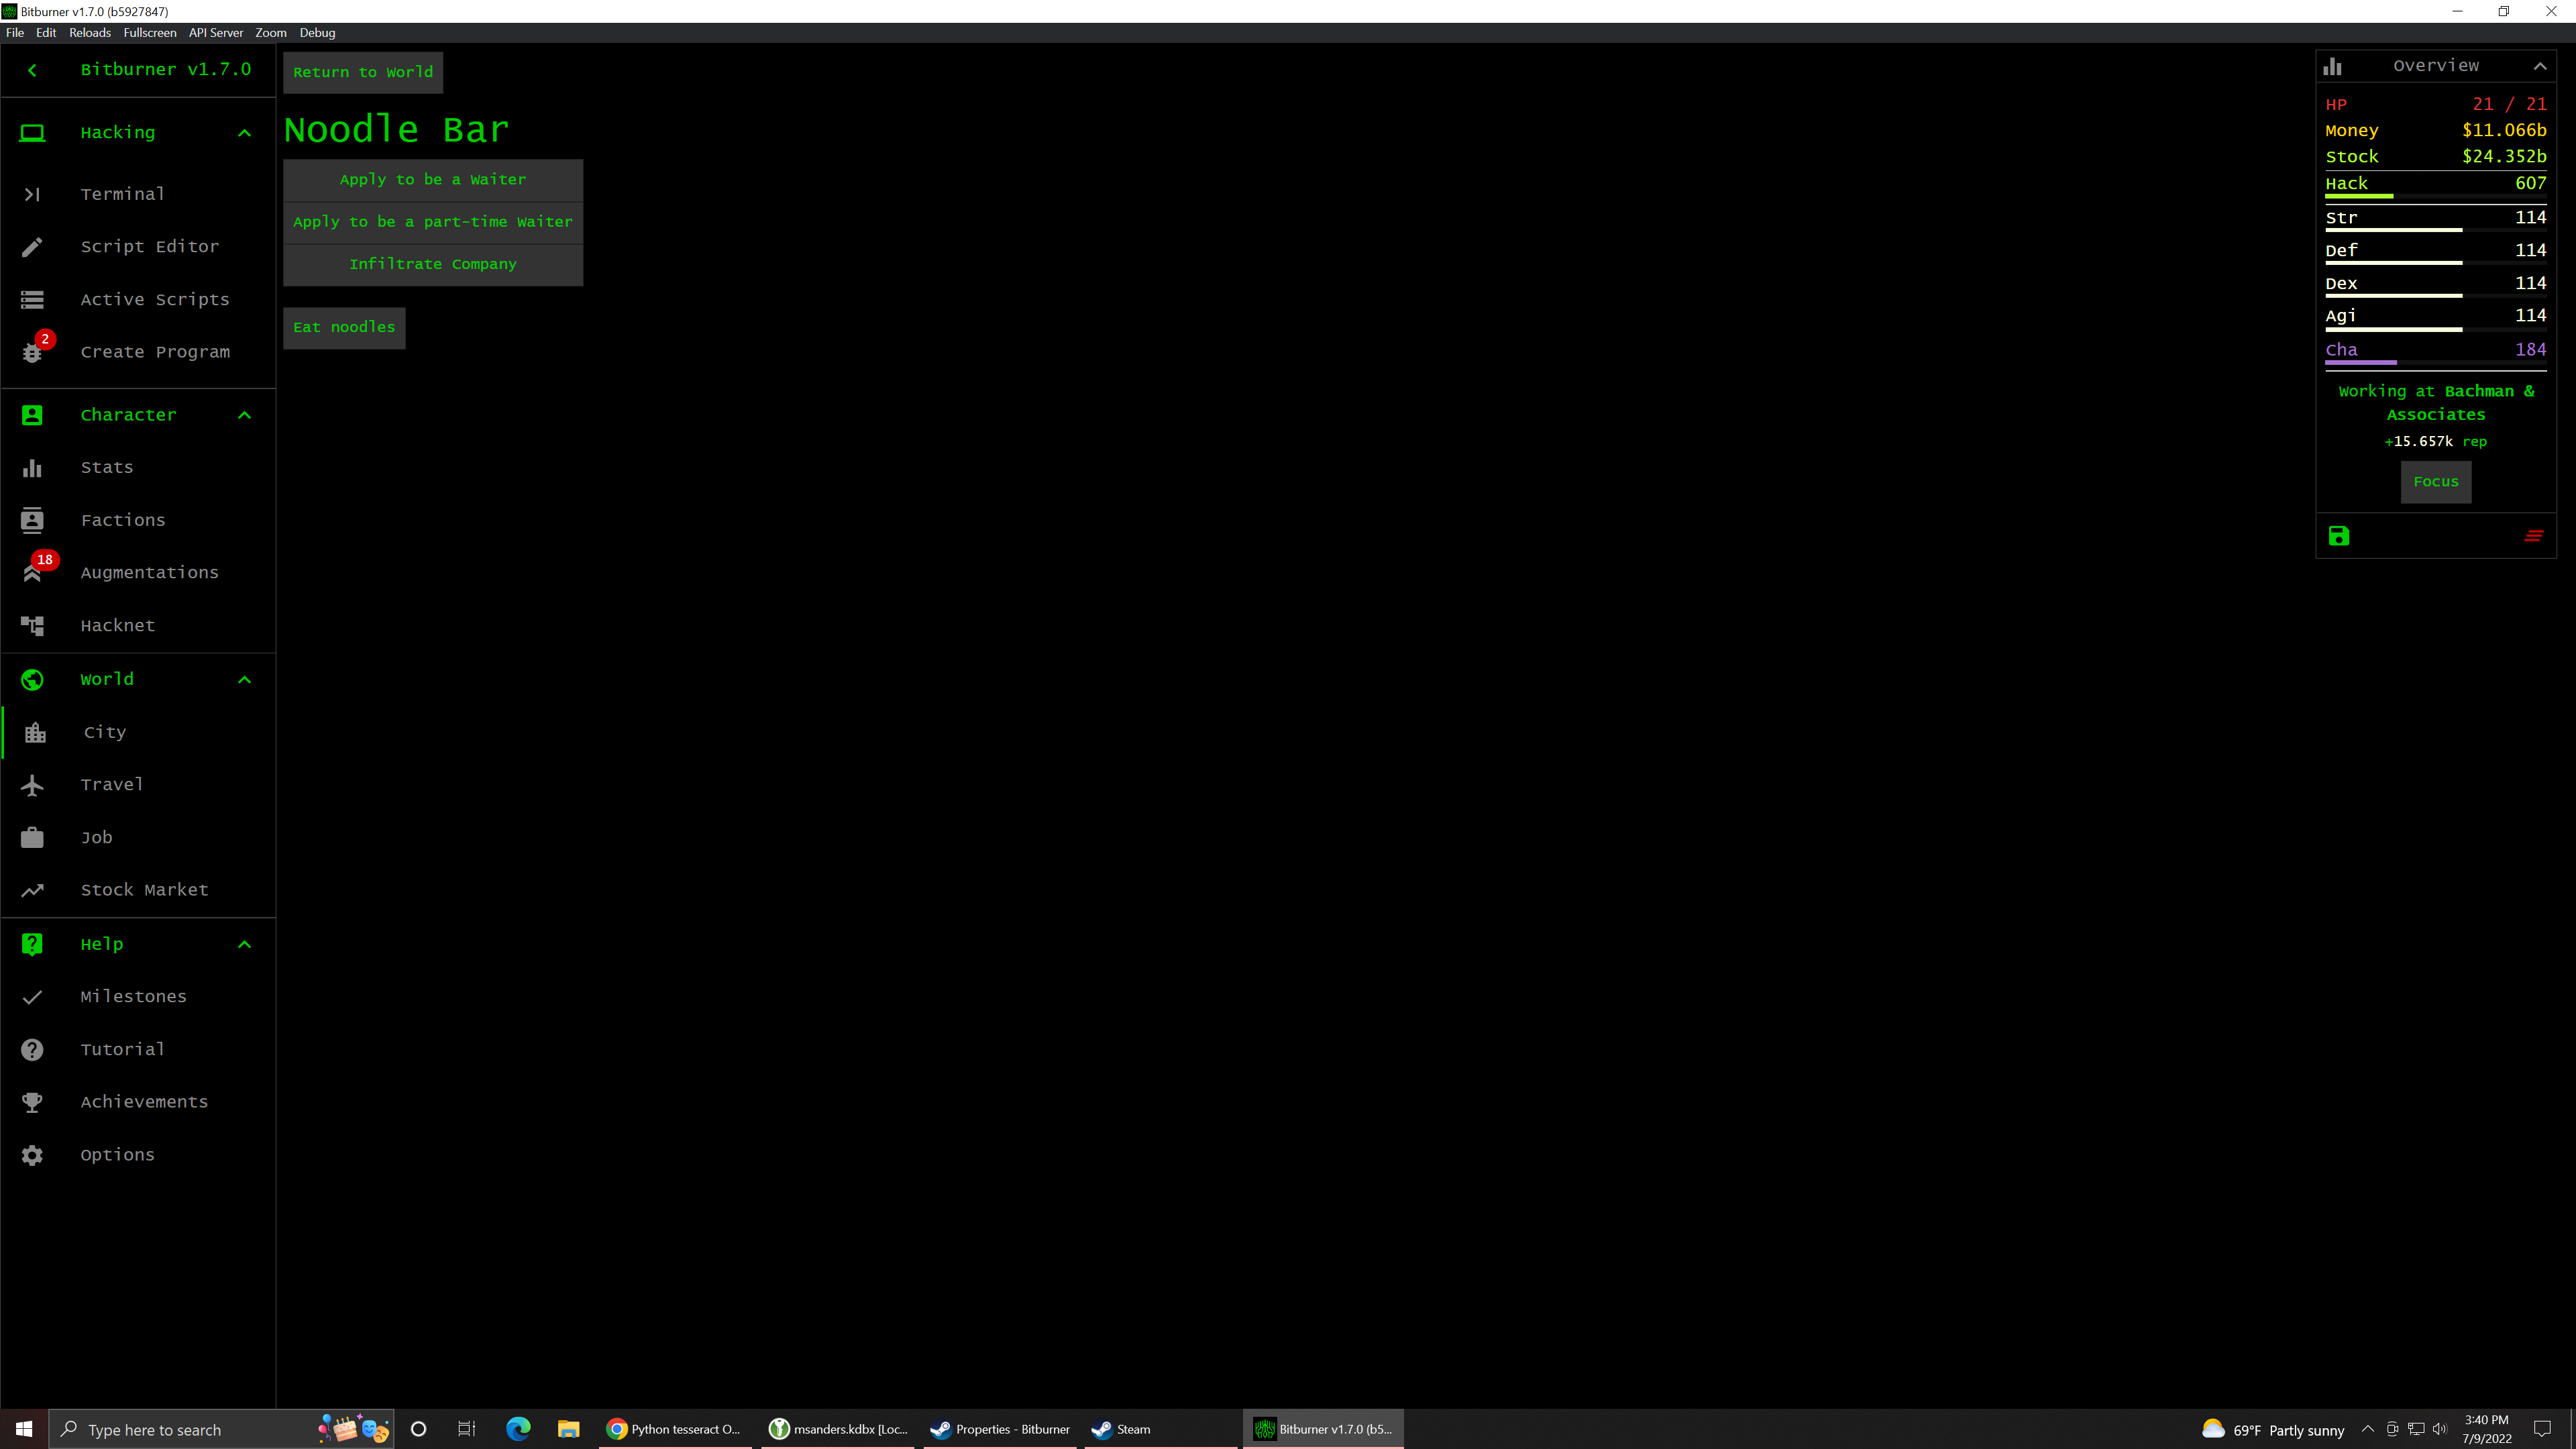 Bitburner v1.7.0 (b5927847)
File Edit Reloads Fullscreen API Server Zoom Debug
Bitburner v1.7.0
Hacking
Terminal
Script Editor
Active Scripts
2
Create Program
Character
Stats
Factions
18
Augmentations
Hacknet
World
City
Travel
Job
Stock Market
Help
Milestones
Tutorial
Achievements
Options
Return to World
Noodle Bar
Apply to be a Waiter
Apply to be a part-time Waiter
Infiltrate Company
Eat noodles
Overview
HP 21 / 21
Money $11.066b
Stock $24.352b
Hack 607
Str 114
Def 114
Dex 114
Agi 114
Cha 184
Working at Bachman &
Associates
+15.657k rep
Focus
Type here to search
Python tesseract O...
msanders.kdbx [Loc...
Properties - Bitburner
Steam
Bitburner v1.7.0 (b5...
69°F Partly sunny
3:40 PM
7/9/2022